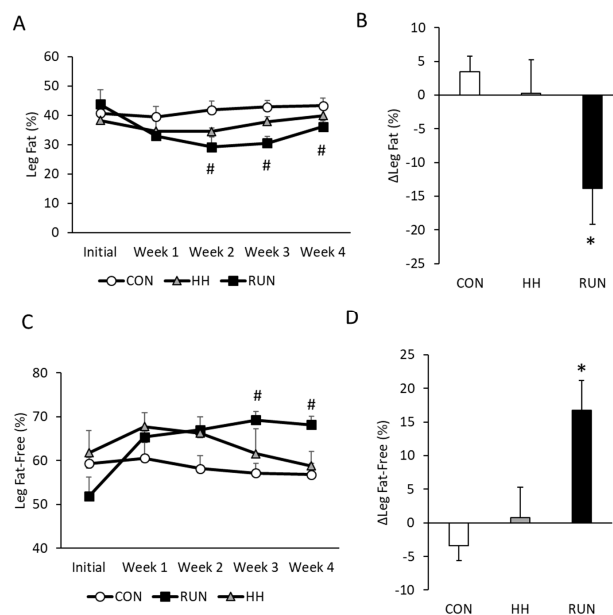 A
60
50
40
30
20
10
0
Leg Fat (%)
#
#
#
Initial
Week 1
Week 2
Week 3
Week 4
CON
HH
RUN
B
10
5
0
-5
-10
-15
-20
-25
ΔLeg Fat (%)
*
CON
HH
RUN
C
80
70
60
50
40
Leg Fat-Free (%)
#
#
Initial
Week 1
Week 2
Week 3
Week 4
CON
RUN
HH
D
25
20
15
10
5
0
-5
-10
ΔLeg Fat-Free (%)
*
CON
HH
RUN